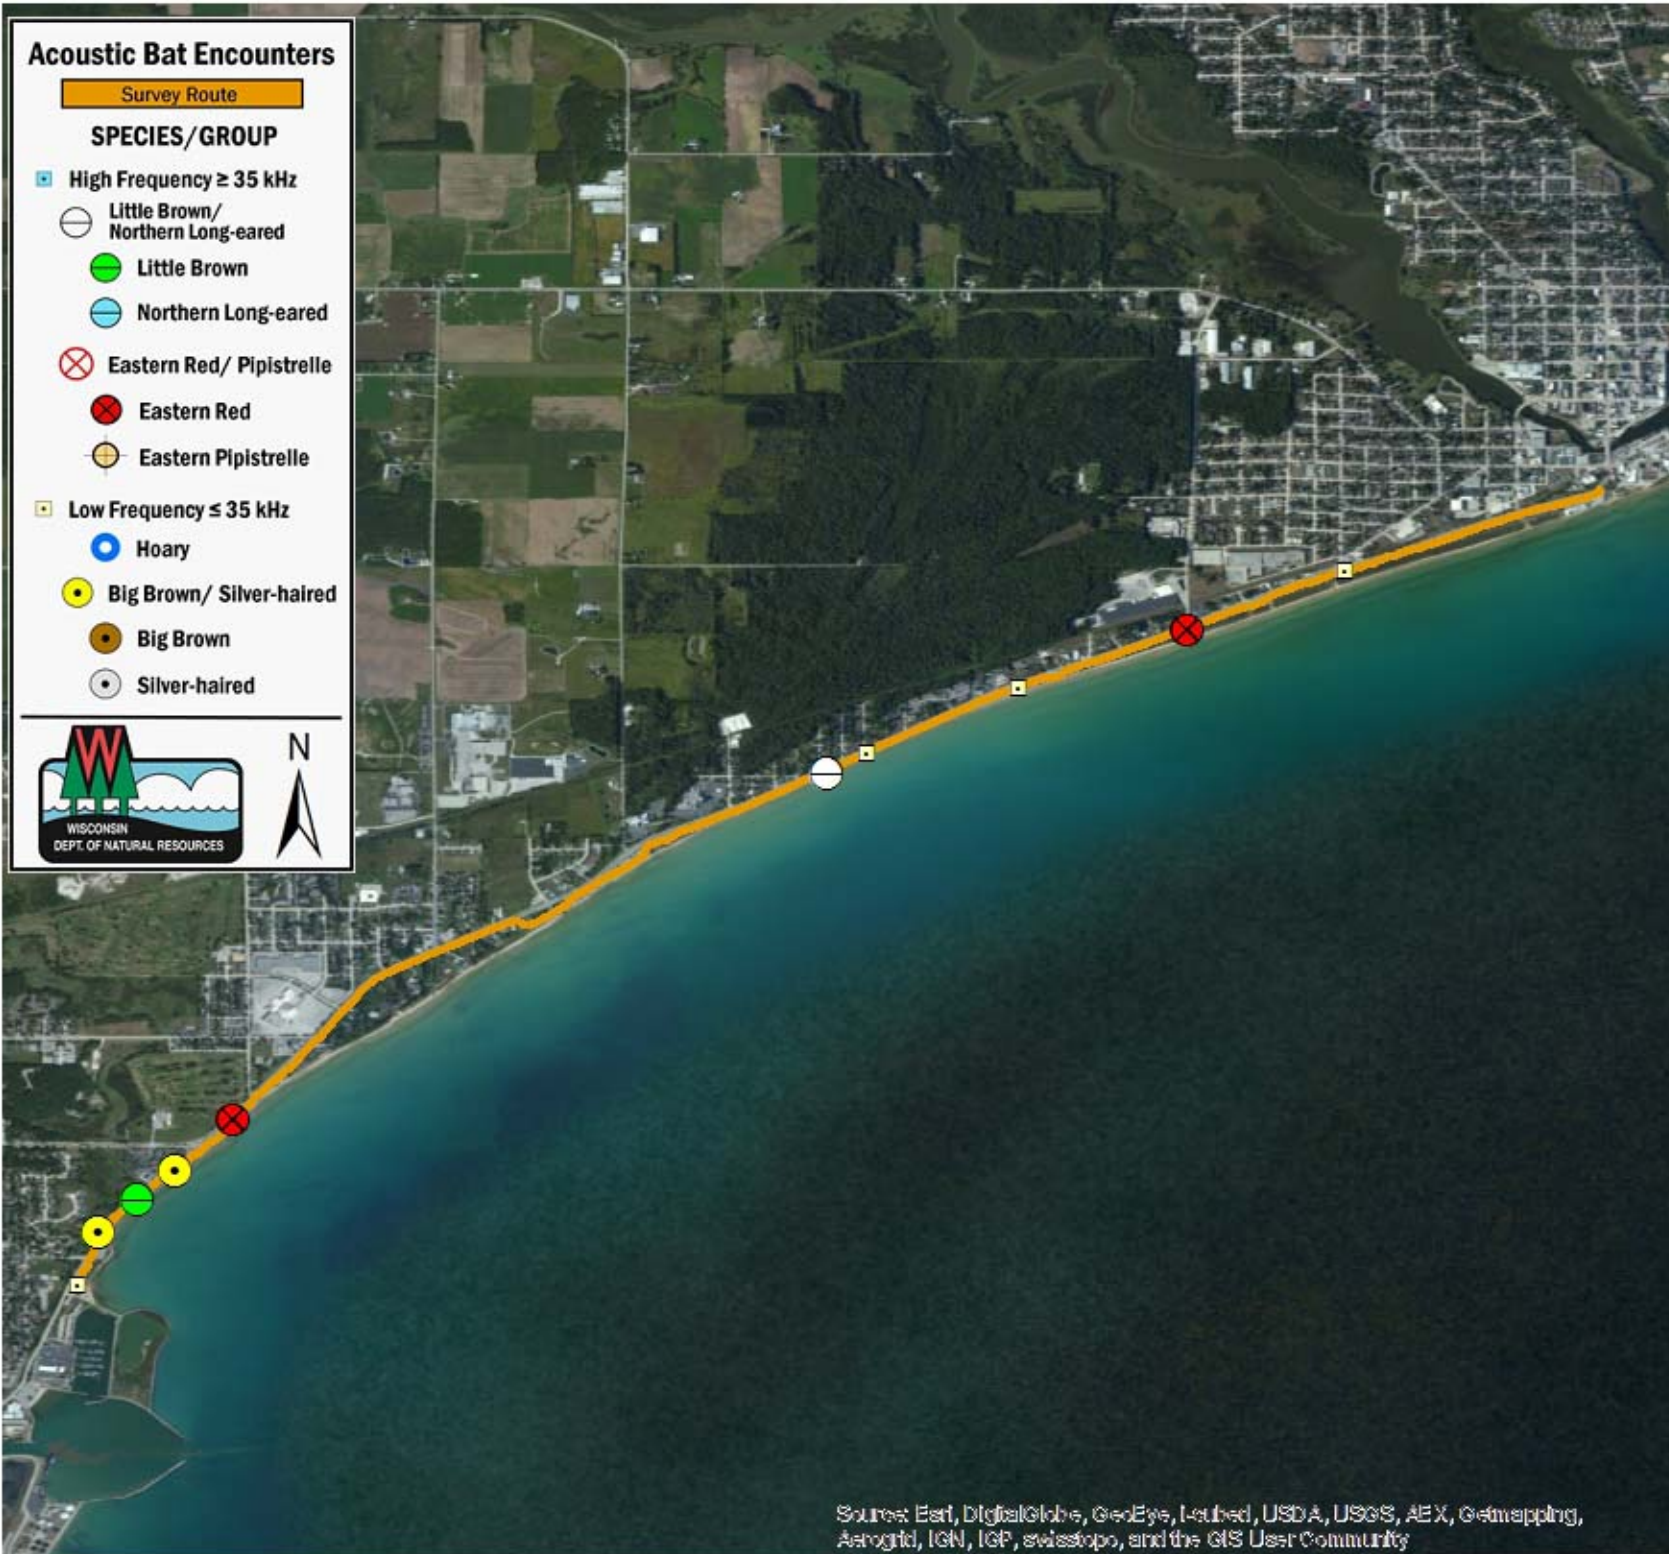 Acoustic Bat Encounters
Survey Route
SPECIES/GROUP
High Frequency ≥ 35 kHz
Little Brown/
Northern Long-eared
Little Brown
Northern Long-eared
Eastern Red/ Pipistrelle
Eastern Red
Eastern Pipistrelle
Low Frequency ≤ 35 kHz
Hoary
Big Brown/ Silver-haired
Big Brown
Silver-haired
W
N
WISCONSIN
DEPT. OF NATURAL RESOURCES
Source: Esri, DigitalGlobe, GeoEye, i-cubed, USDA, USGS, AEX, Getmapping,
Aerogrid, IGN, IGP, swisstopo, and the GIS User Community